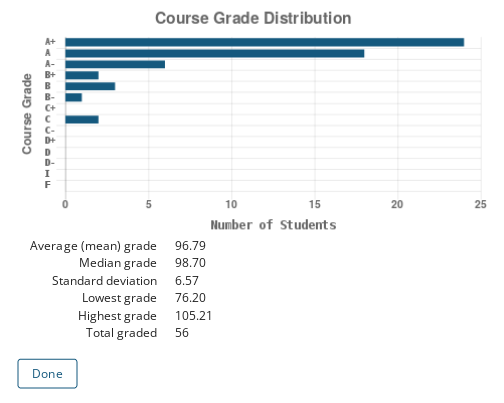 Course Grade Distribution
Course Grade
A+
A
A-
B+
B
B-
C+
C
C-
D+
D
D-
I
F
0 5 10 15 20 25
Number of Students
Average (mean) grade 96.79
Median grade 98.70
Standard deviation 6.57
Lowest grade 76.20
Highest grade 105.21
Total graded 56
Done